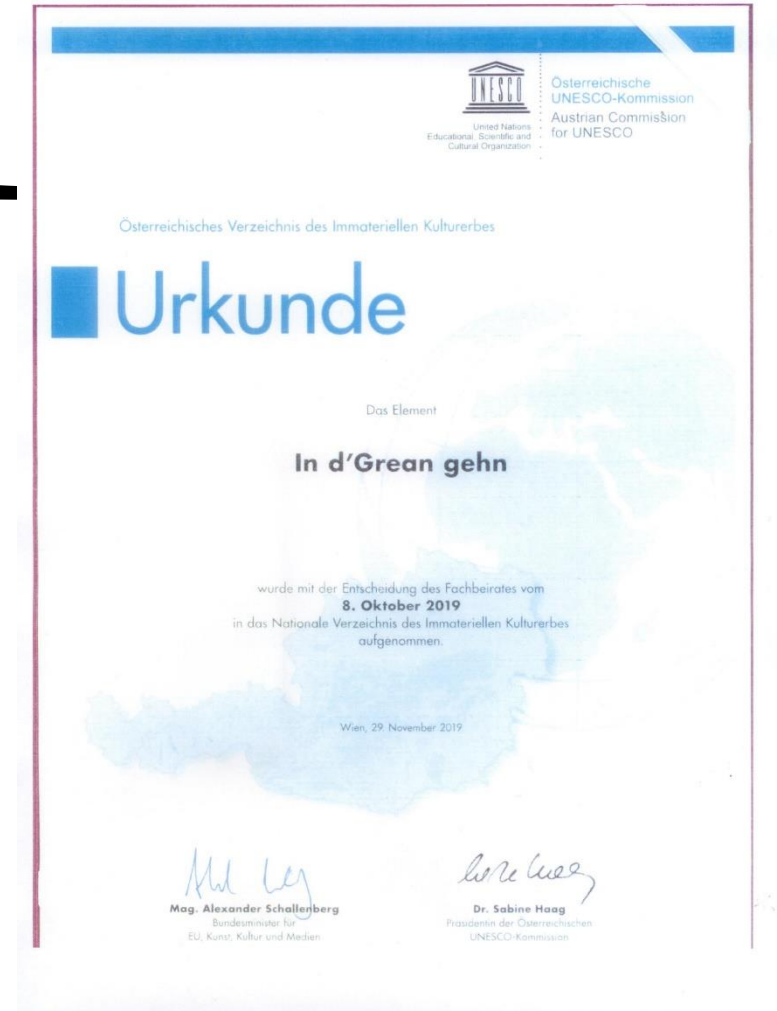 UNESCO
United Nations
Educational, Scientific and
Cultural Organization
Österreichische
UNESCO-Kommission
Austrian Commission
for UNESCO
Österreichisches Verzeichnis des Immateriellen Kulturerbes
Urkunde
Das Element
In d'Grean gehn
wurde mit der Entscheidung des Fachbeirates vom
8. Oktober 2019
in das Nationale Verzeichnis des Immateriellen Kulturerbes
aufgenommen.
Wien, 29. November 2019
Mag. Alexander Schallenberg
Bundesminister für
EU, Kunst, Kultur und Medien
Dr. Sabine Haag
Präsidentin der Österreichischen
UNESCO-Kommission